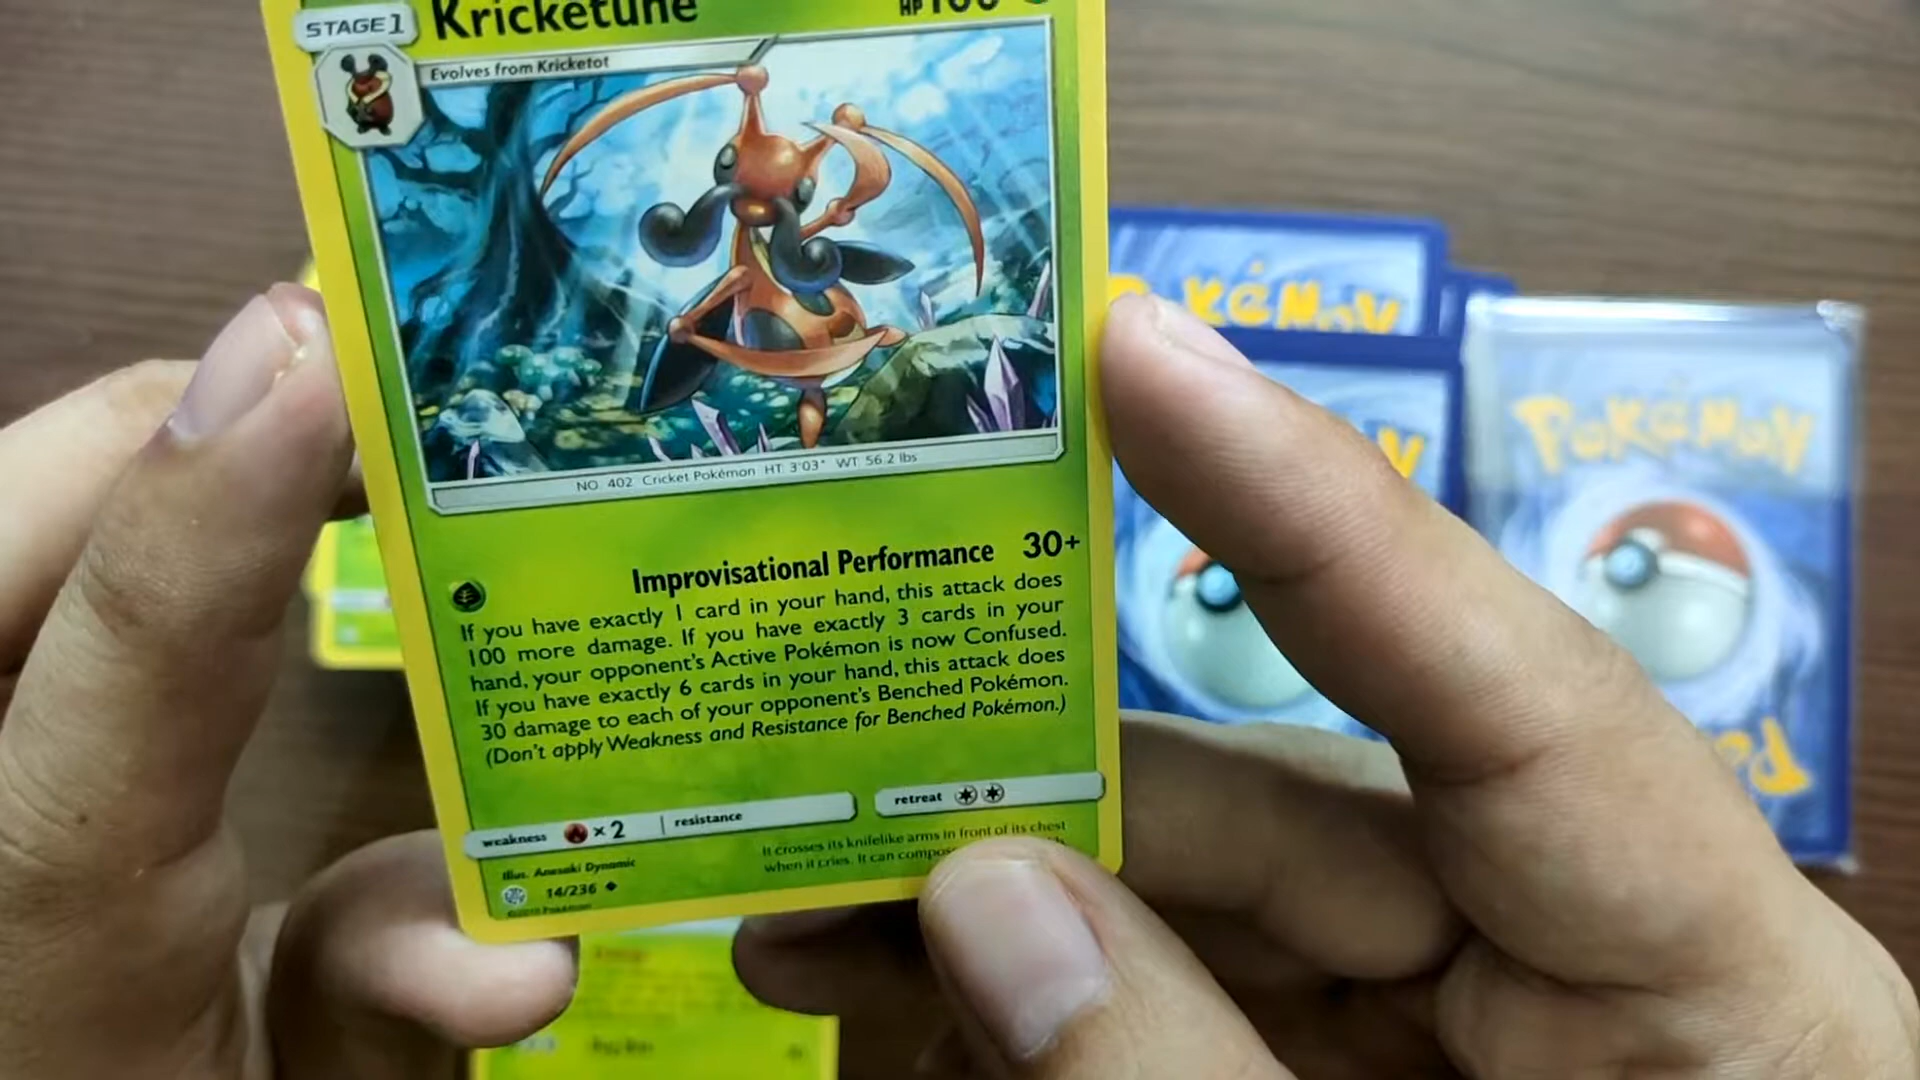 STAGE 1 Kricketune HP100
Evolves from Kricketot
NO. 402 Cricket Pokémon HT: 3'03" WT: 56.2 lbs
Improvisational Performance 30+
If you have exactly 1 card in your hand, this attack does
100 more damage. If you have exactly 3 cards in your
hand, your opponent's Active Pokémon is now Confused.
If you have exactly 6 cards in your hand, this attack does
30 damage to each of your opponent's Benched Pokémon.
(Don't apply Weakness and Resistance for Benched Pokémon.)
weakness ×2 resistance retreat
Illus. Anesaki Dynamic
It crosses its knifelike arms in front of its chest
when it cries. It can
14/236
Pokémon
POKéMON
POKéMON